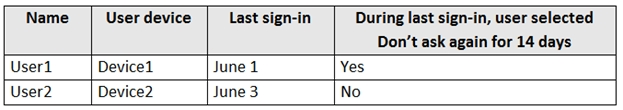 Name User device Last sign-in During last sign-in, user selected
Don't ask again for 14 days
User1 Device1 June 1 Yes
User2 Device2 June 3 No